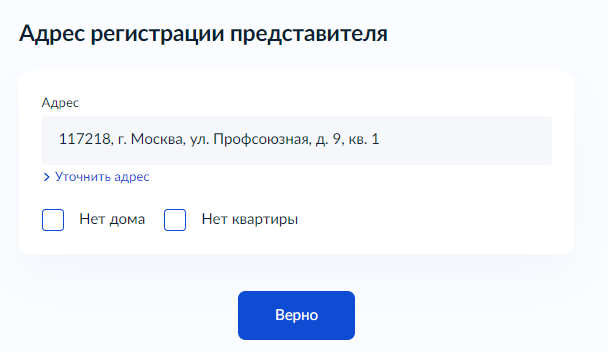 Адрес регистрации представителя
Адрес
117218, г. Москва, ул. Профсоюзная, д. 9, кв. 1
Уточнить адрес
Нет дома Нет квартиры
Верно